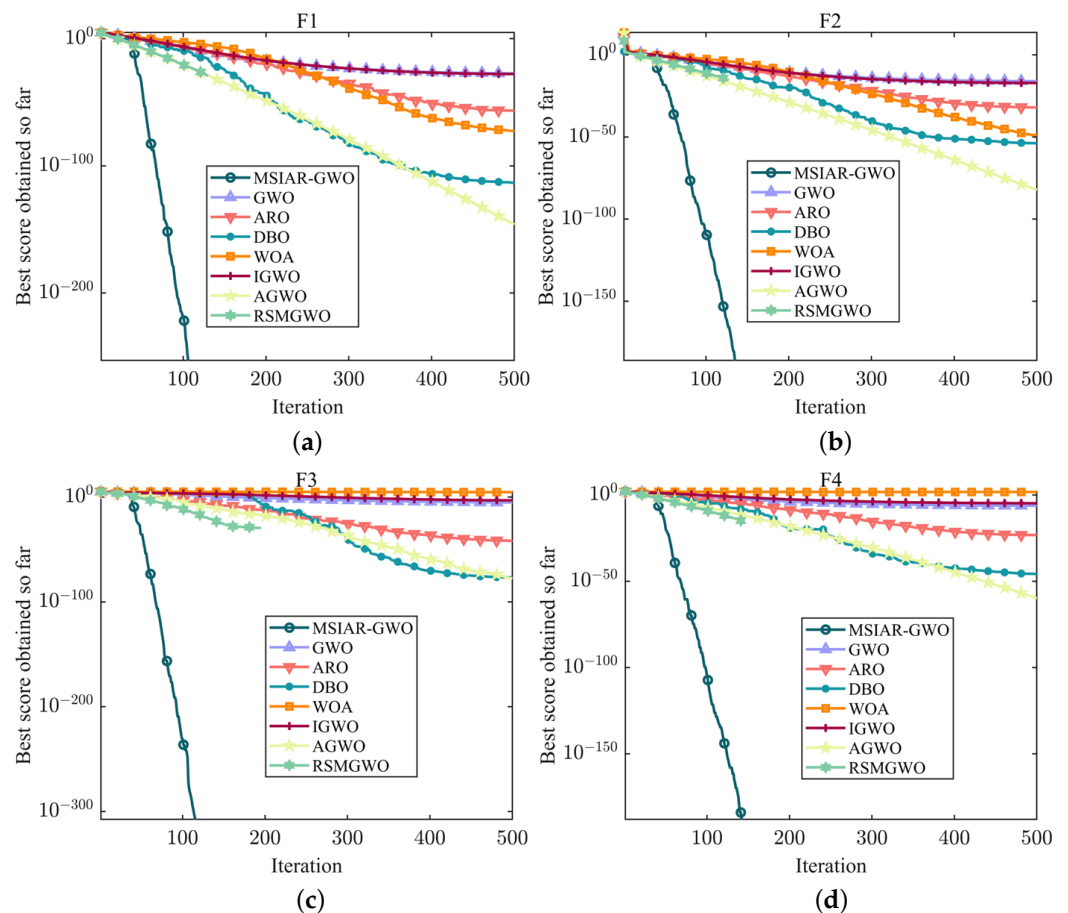 F1
Best score obtained so far
10^0
10^−100
10^−200
MSIAR-GWO
GWO
ARO
DBO
WOA
IGWO
AGWO
RSMGWO
100 200 300 400 500
Iteration
(a)
F2
Best score obtained so far
10^0
10^−50
10^−100
10^−150
MSIAR-GWO
GWO
ARO
DBO
WOA
IGWO
AGWO
RSMGWO
100 200 300 400 500
Iteration
(b)
F3
Best score obtained so far
10^0
10^−100
10^−200
10^−300
MSIAR-GWO
GWO
ARO
DBO
WOA
IGWO
AGWO
RSMGWO
100 200 300 400 500
Iteration
(c)
F4
Best score obtained so far
10^0
10^−50
10^−100
10^−150
MSIAR-GWO
GWO
ARO
DBO
WOA
IGWO
AGWO
RSMGWO
100 200 300 400 500
Iteration
(d)